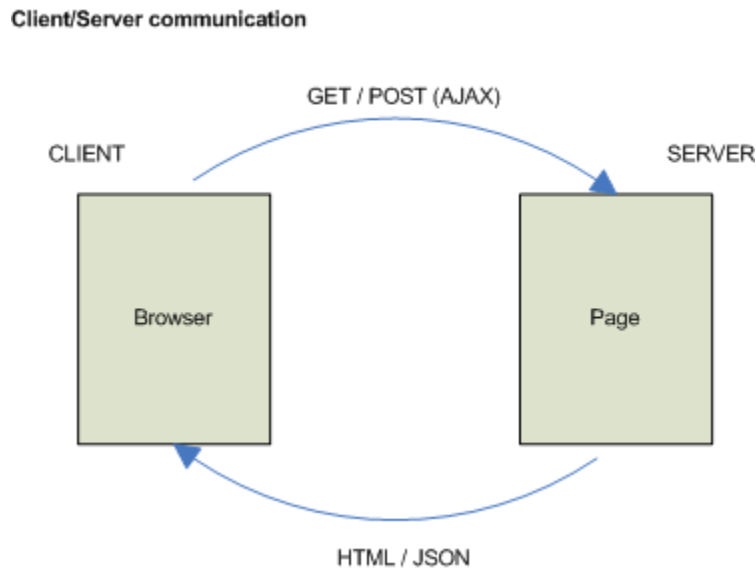 Client/Server communication
GET / POST (AJAX)
CLIENT
SERVER
Browser
Page
HTML / JSON